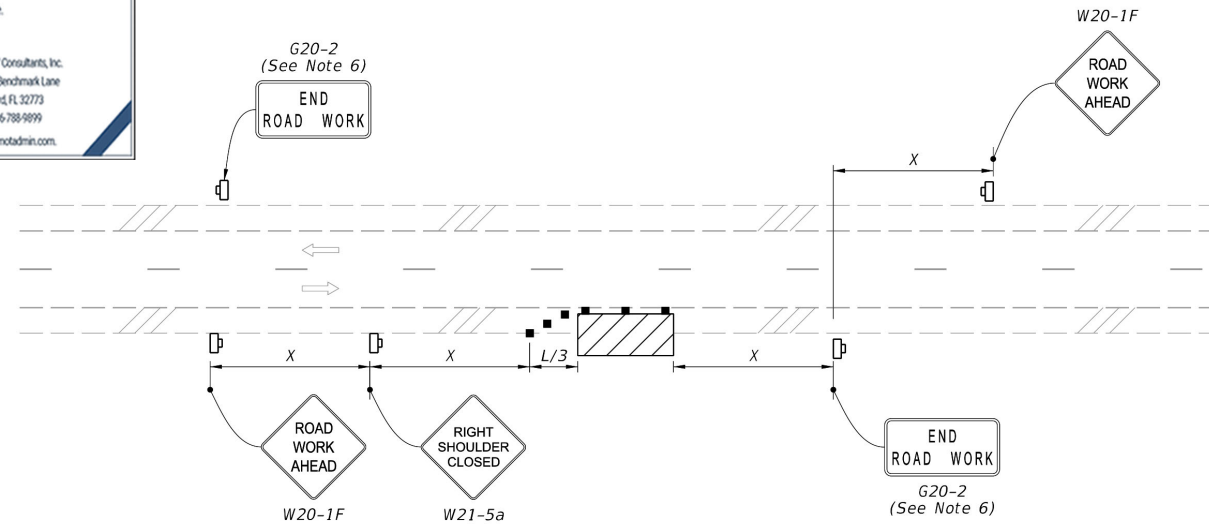 Consultants, Inc.
Benchmark Lane
FL 32773
notadmin.com.
G20-2
(See Note 6)
END
ROAD WORK
W20-1F
ROAD
WORK
AHEAD
X
X
X
L/3
X
ROAD
WORK
AHEAD
W20-1F
RIGHT
SHOULDER
CLOSED
W21-5a
END
ROAD WORK
G20-2
(See Note 6)